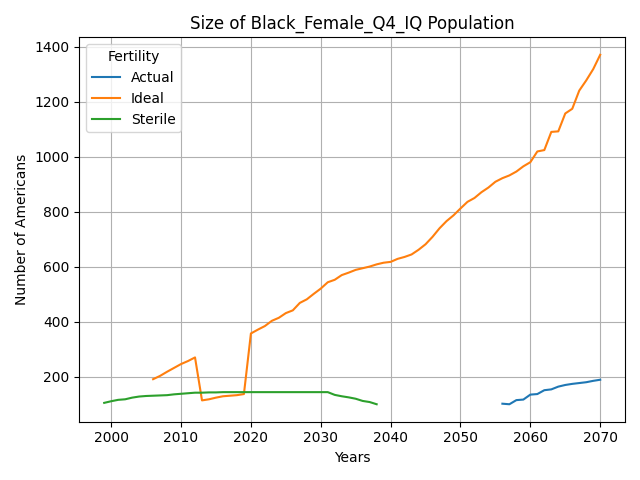 Size of Black_Female_Q4_IQ Population
Number of Americans
1400
1200
1000
800
600
400
200
Fertility
Actual
Ideal
Sterile
2000 2010 2020 2030 2040 2050 2060 2070
Years